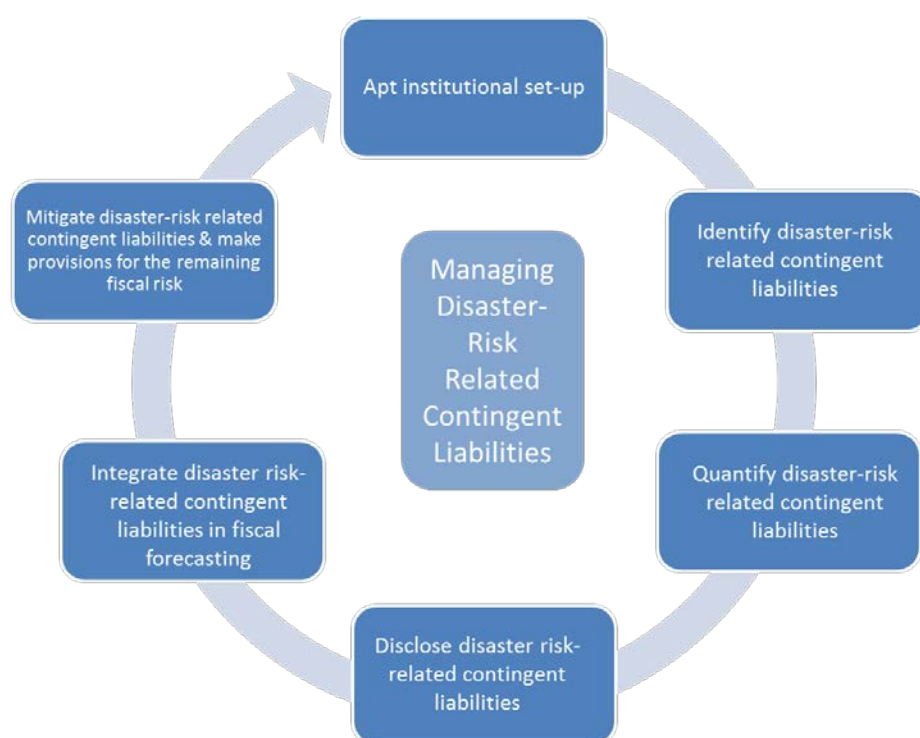 Apt institutional set-up
Identify disaster-risk
related contingent
liabilities
Quantify disaster-risk
related contingent
liabilities
Disclose disaster risk-
related contingent
liabilities
Integrate disaster risk-
related contingent
liabilities in fiscal
forecasting
Mitigate disaster-risk related
contingent liabilities & make
provisions for the remaining
fiscal risk
Managing
Disaster-
Risk
Related
Contingent
Liabilities